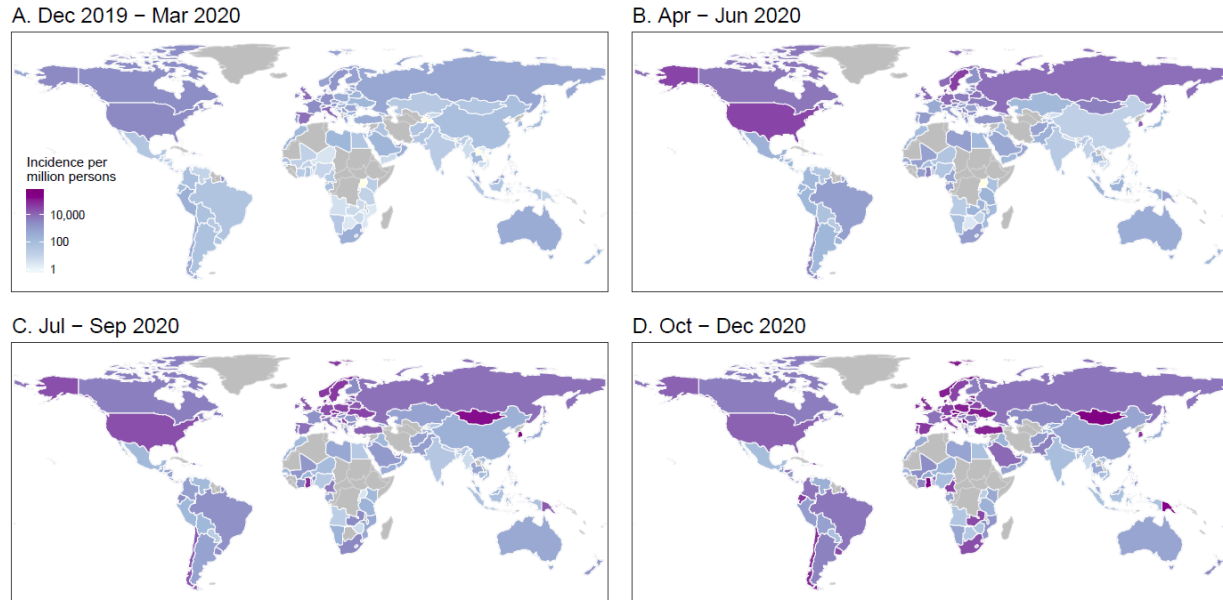 A. Dec 2019 − Mar 2020
B. Apr − Jun 2020
Incidence per
million persons
10,000
100
1
C. Jul − Sep 2020
D. Oct − Dec 2020